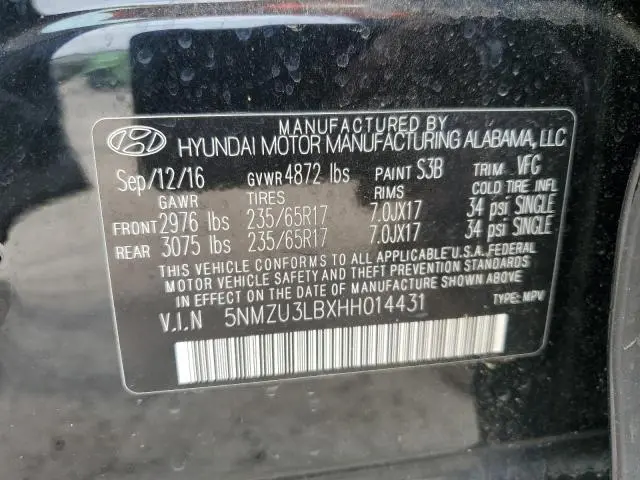 MANUFACTURED BY
HYUNDAI MOTOR MANUFACTURING ALABAMA, LLC
Sep/12/16 GVWR 4872 lbs PAINT S3B TRIM VFG
GAWR TIRES RIMS COLD TIRE INFL
FRONT 2976 lbs 235/65R17 7.0JX17 34 psi SINGLE
REAR 3075 lbs 235/65R17 7.0JX17 34 psi SINGLE
THIS VEHICLE CONFORMS TO ALL APPLICABLE U.S.A. FEDERAL
MOTOR VEHICLE SAFETY AND THEFT PREVENTION STANDARDS
IN EFFECT ON THE DATE OF MANUFACTURE SHOWN ABOVE.
V.I.N 5NMZU3LBXHH014431 TYPE: MPV